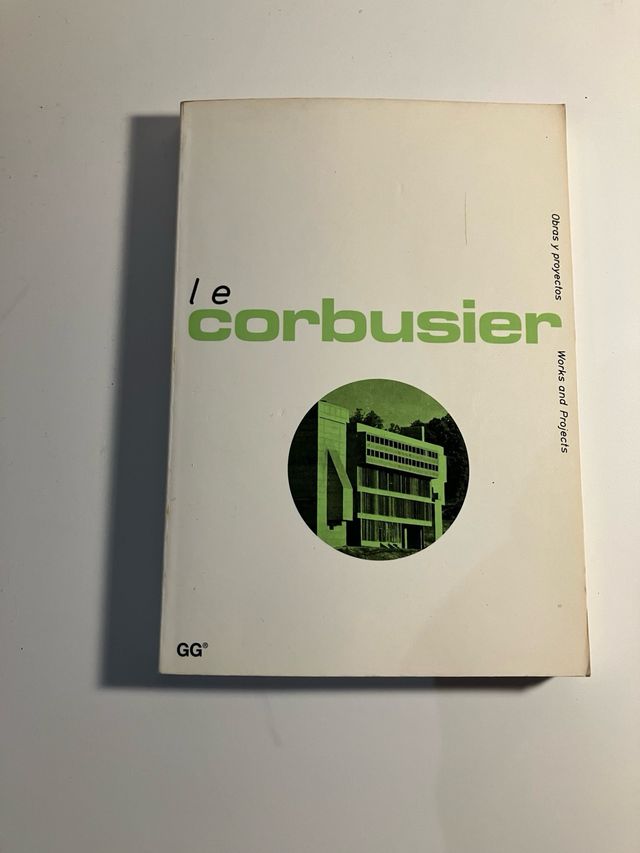 le
corbusier
Obras y proyectos
Works and Projects
GG®